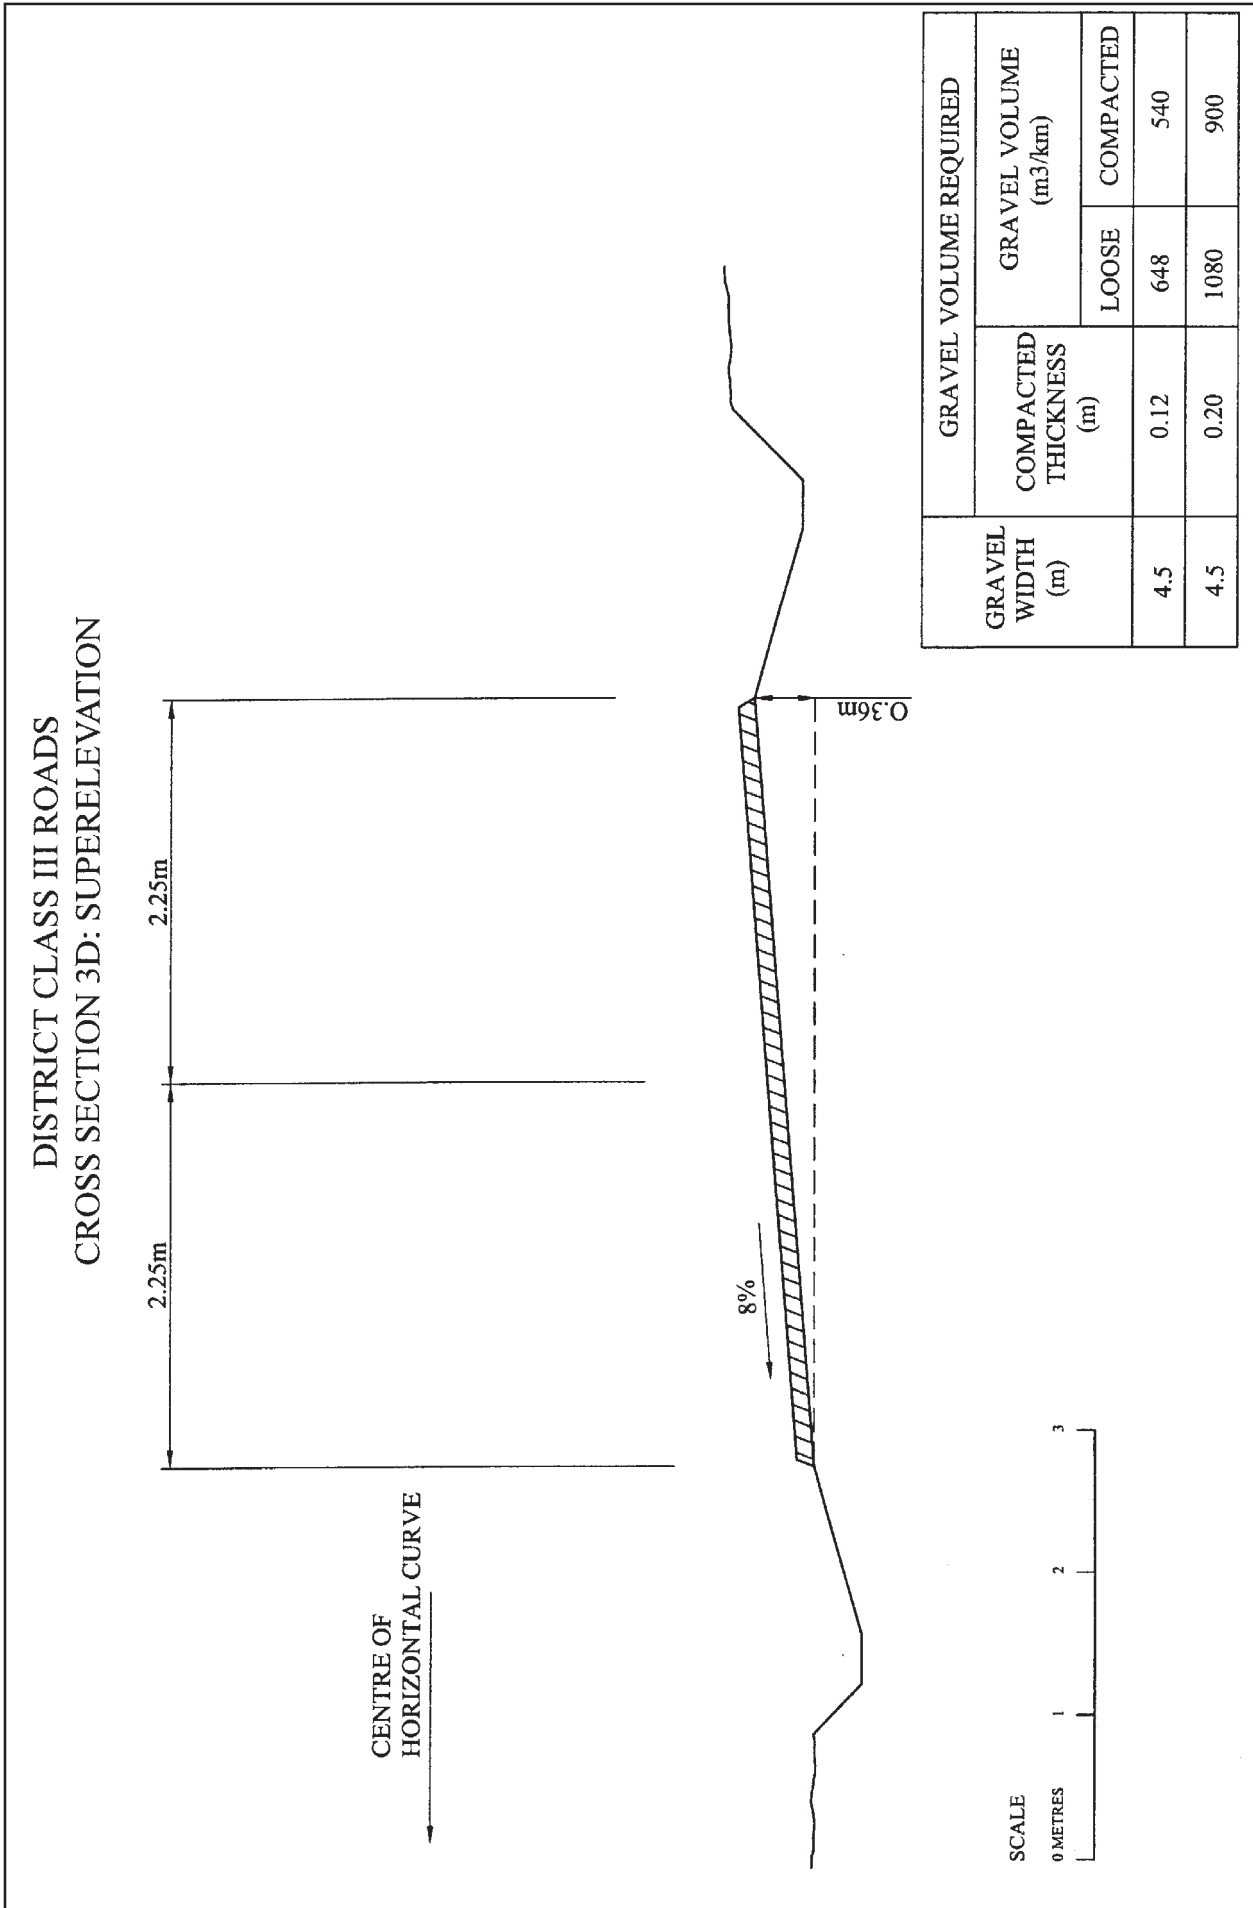 DISTRICT CLASS III ROADS
CROSS SECTION 3D: SUPERELEVATION
2.25m
2.25m
CENTRE OF
HORIZONTAL CURVE
8%
O.36m
SCALE
0 METRES
1
2
3
GRAVEL VOLUME REQUIRED
GRAVEL
WIDTH
(m)
COMPACTED
THICKNESS
(m)
GRAVEL VOLUME
(m3/km)
LOOSE
COMPACTED
4.5 0.12 648 540
4.5 0.20 1080 900